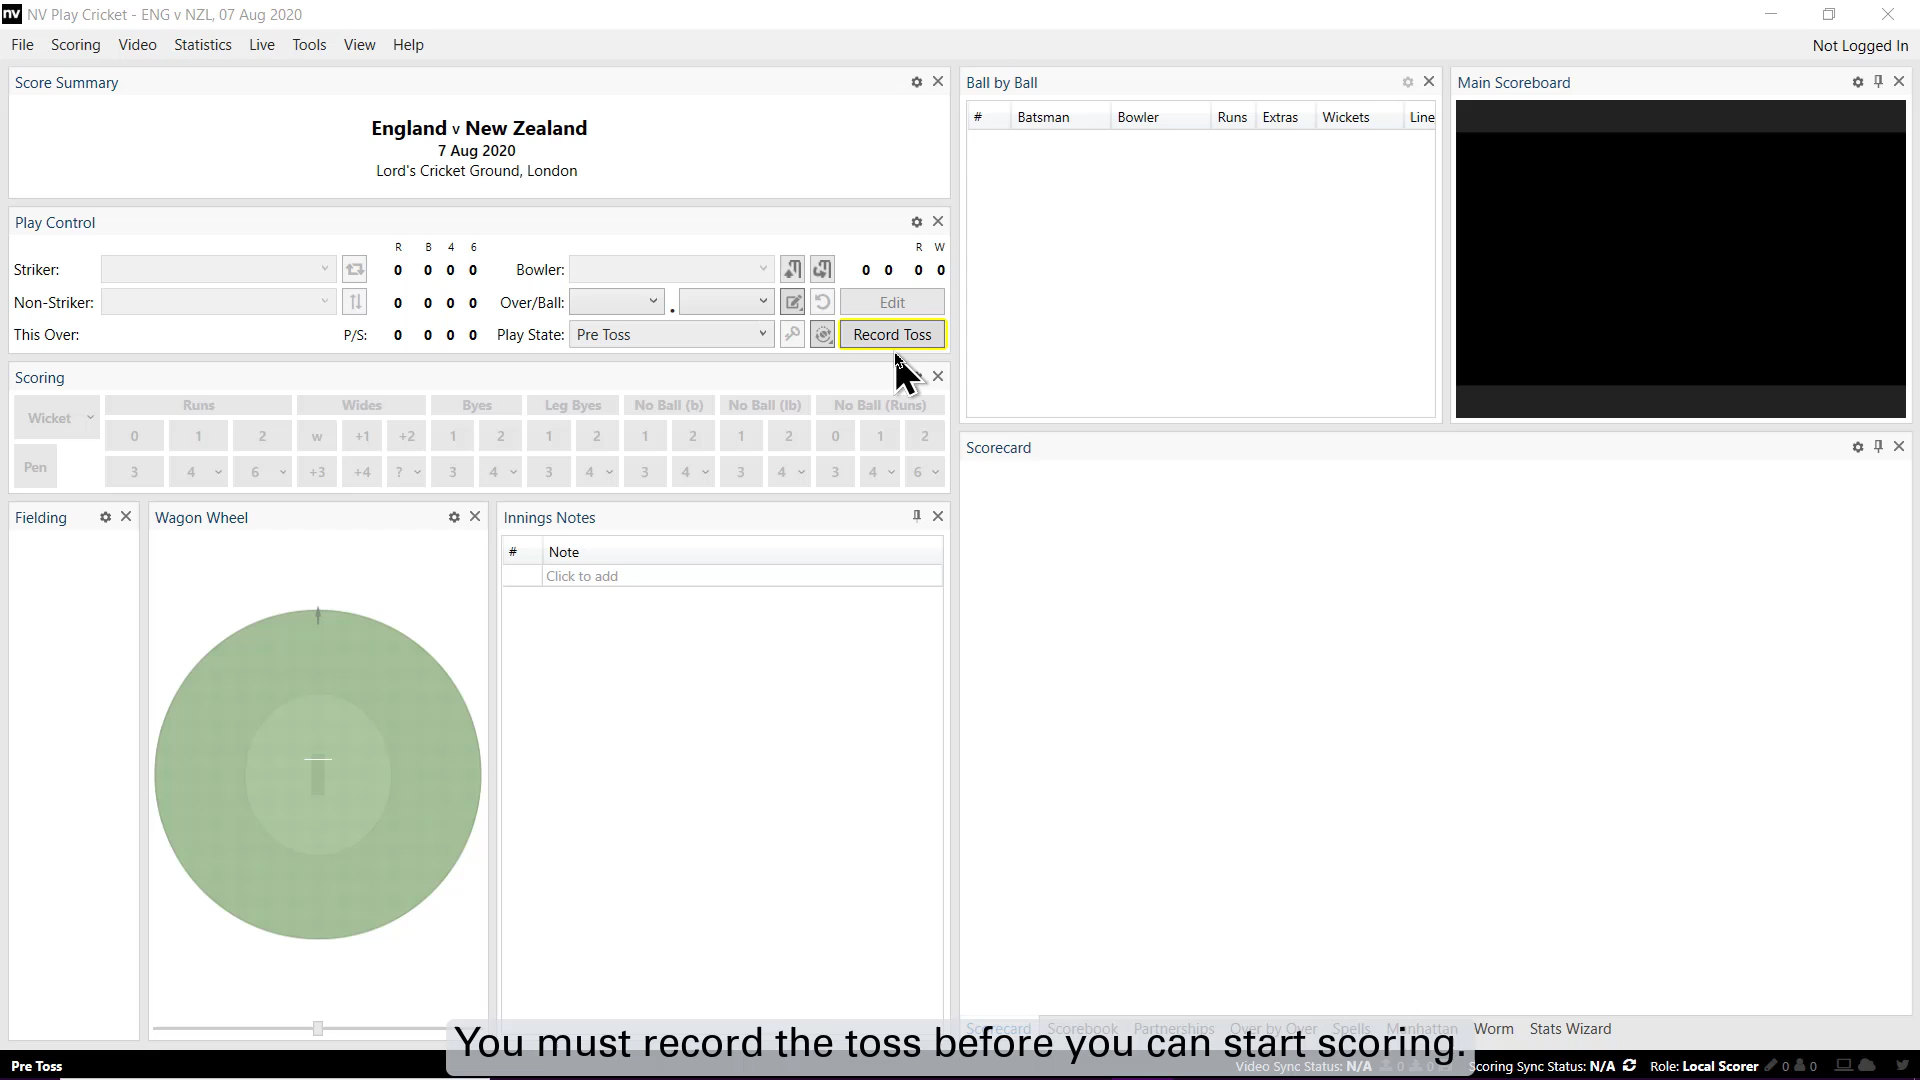 nv NV Play Cricket - ENG v NZL, 07 Aug 2020
File Scoring Video Statistics Live Tools View Help Not Logged In
Score Summary
England v New Zealand
7 Aug 2020
Lord's Cricket Ground, London
Play Control
R B 4 6 R W
Striker: 0 0 0 0 Bowler: 0 0 0 0
Non-Striker: 0 0 0 0 Over/Ball: . Edit
This Over: P/S: 0 0 0 0 Play State: Pre Toss Record Toss
Scoring
Wicket Runs Wides Byes Leg Byes No Ball (b) No Ball (lb) No Ball (Runs)
0 1 2 w +1 +2 1 2 1 2 1 2 1 2 0 1 2
Pen 3 4 6 +3 +4 ? 3 4 3 4 3 4 3 4 3 4 6
Fielding
Wagon Wheel
Innings Notes
# Note
Click to add
Ball by Ball
# Batsman Bowler Runs Extras Wickets Line
Main Scoreboard
Scorecard
Scorecard Scorebook Partnerships Over by Over Spells Manhattan Worm Stats Wizard
You must record the toss before you can start scoring.
Pre Toss Video Sync Status: N/A 0 0 Scoring Sync Status: N/A Role: Local Scorer 0 0